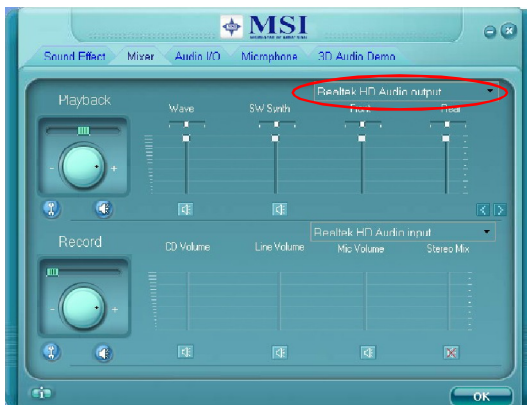 MSI
Sound Effect
Mixer
Audio I/O
Microphone
3D Audio Demo
Realtek HD Audio output
Playback
Wave
SW Synth
Front
Rear
- +
Realtek HD Audio input
Record
CD Volume
Line Volume
Mic Volume
Stereo Mix
- +
i
OK